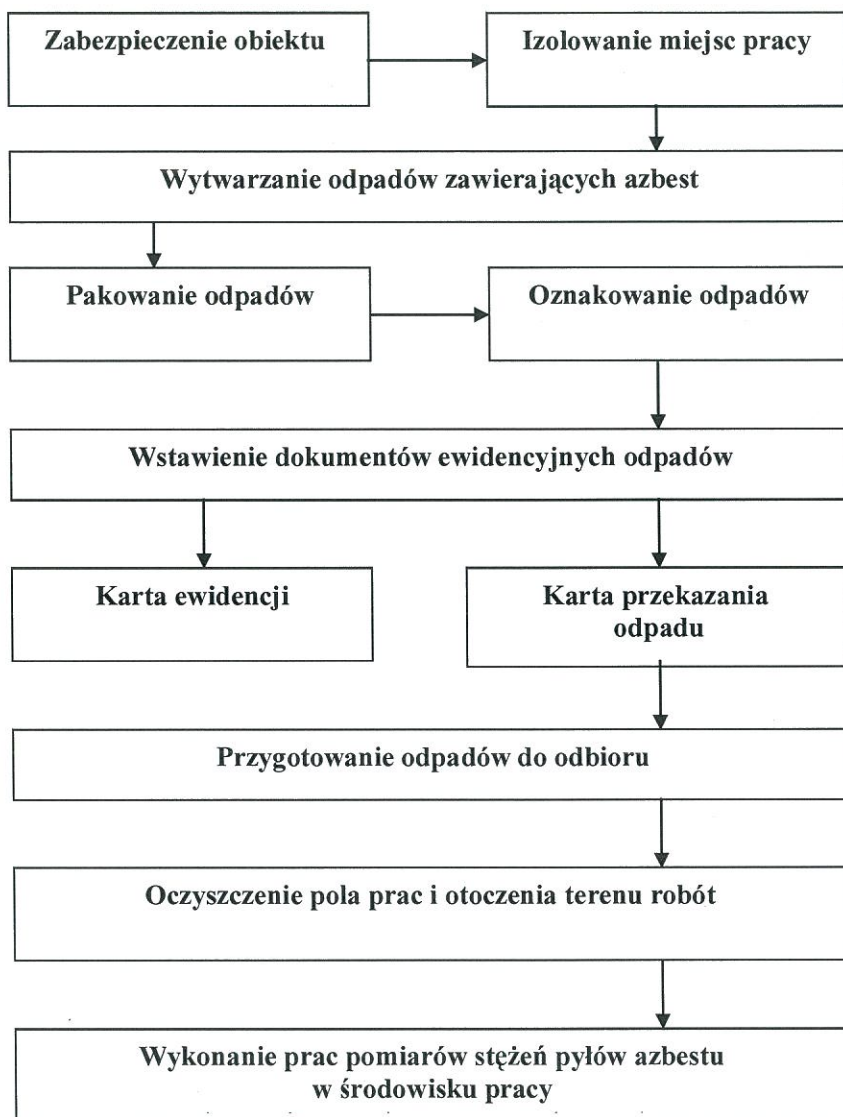 Zabezpieczenie obiektu
Izolowanie miejsc pracy
Wytwarzanie odpadów zawierających azbest
Pakowanie odpadów
Oznakowanie odpadów
Wstawienie dokumentów ewidencyjnych odpadów
Karta ewidencji
Karta przekazania
odpadu
Przygotowanie odpadów do odbioru
Oczyszczenie pola prac i otoczenia terenu robót
Wykonanie prac pomiarów stężeń pyłów azbestu
w środowisku pracy